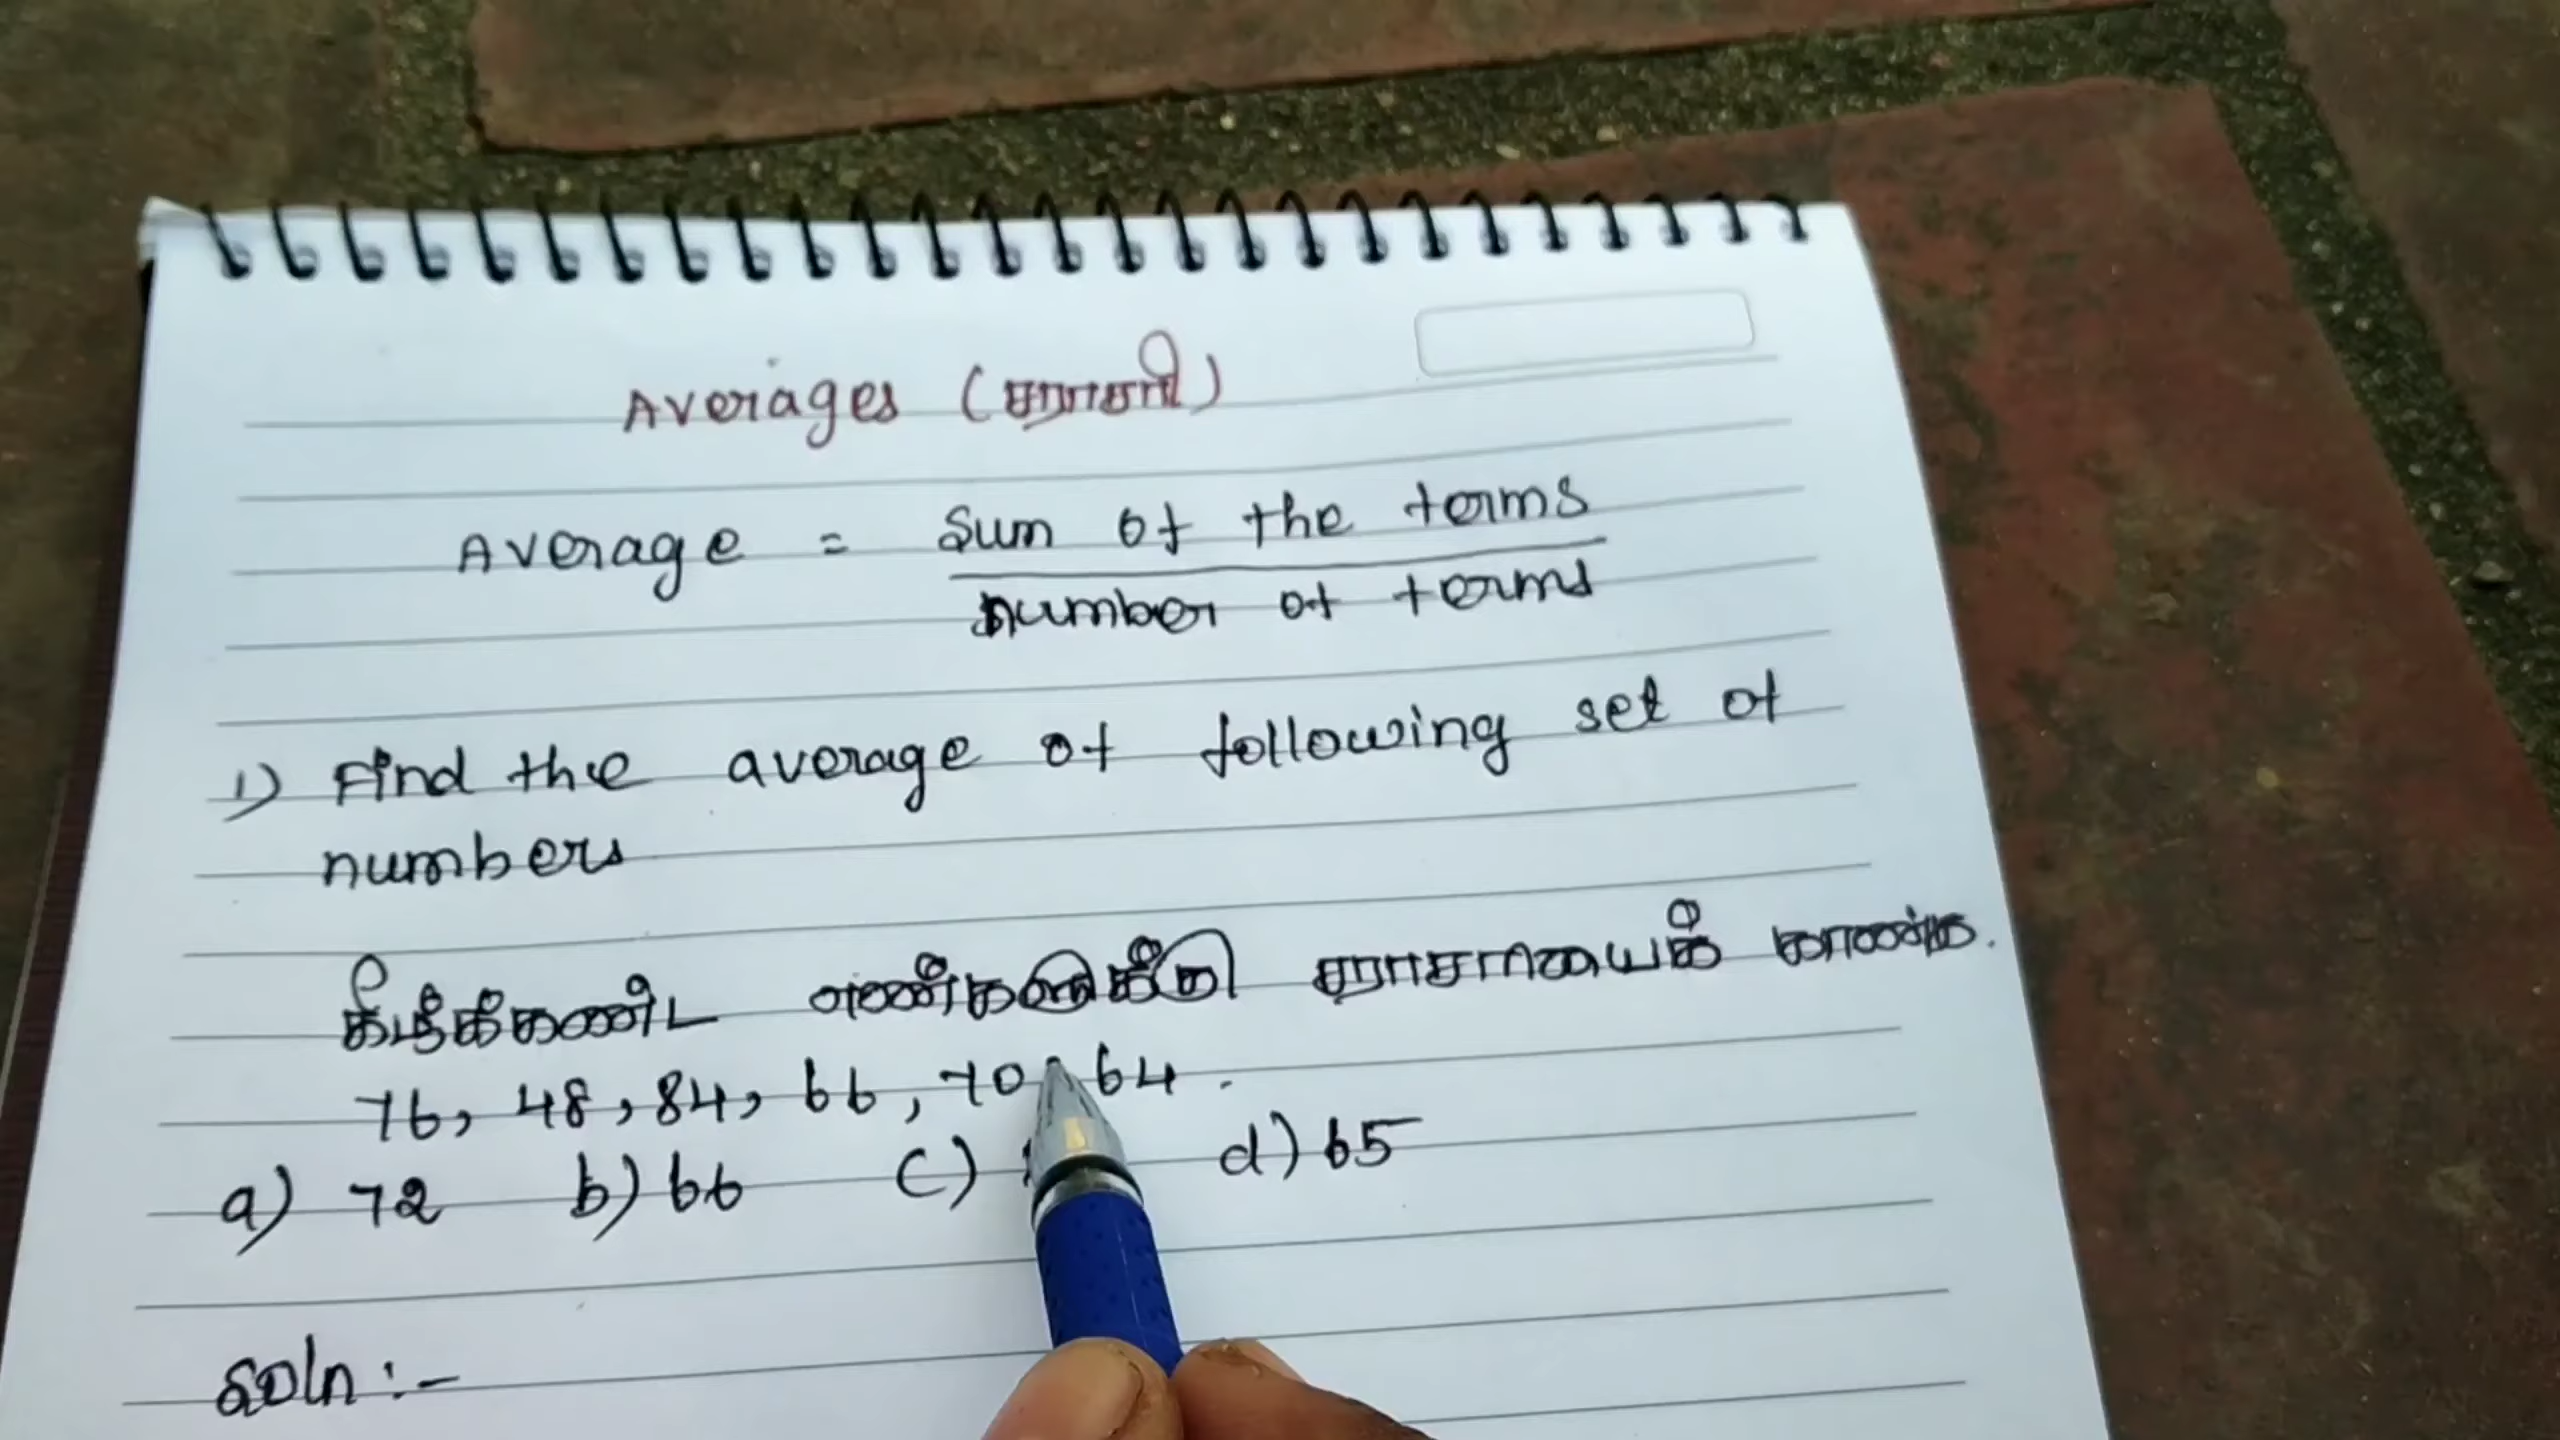 Averages (சராசரி)
Average = Sum of the terms
number of terms
1) Find the average of following set of
numbers
கீழ்க்கண்ட எண்களுக்கு சராசரியைக் காண்க.
76, 48, 84, 66, 70 64.
a) 72 b) 66 c) d) 65
soln :-